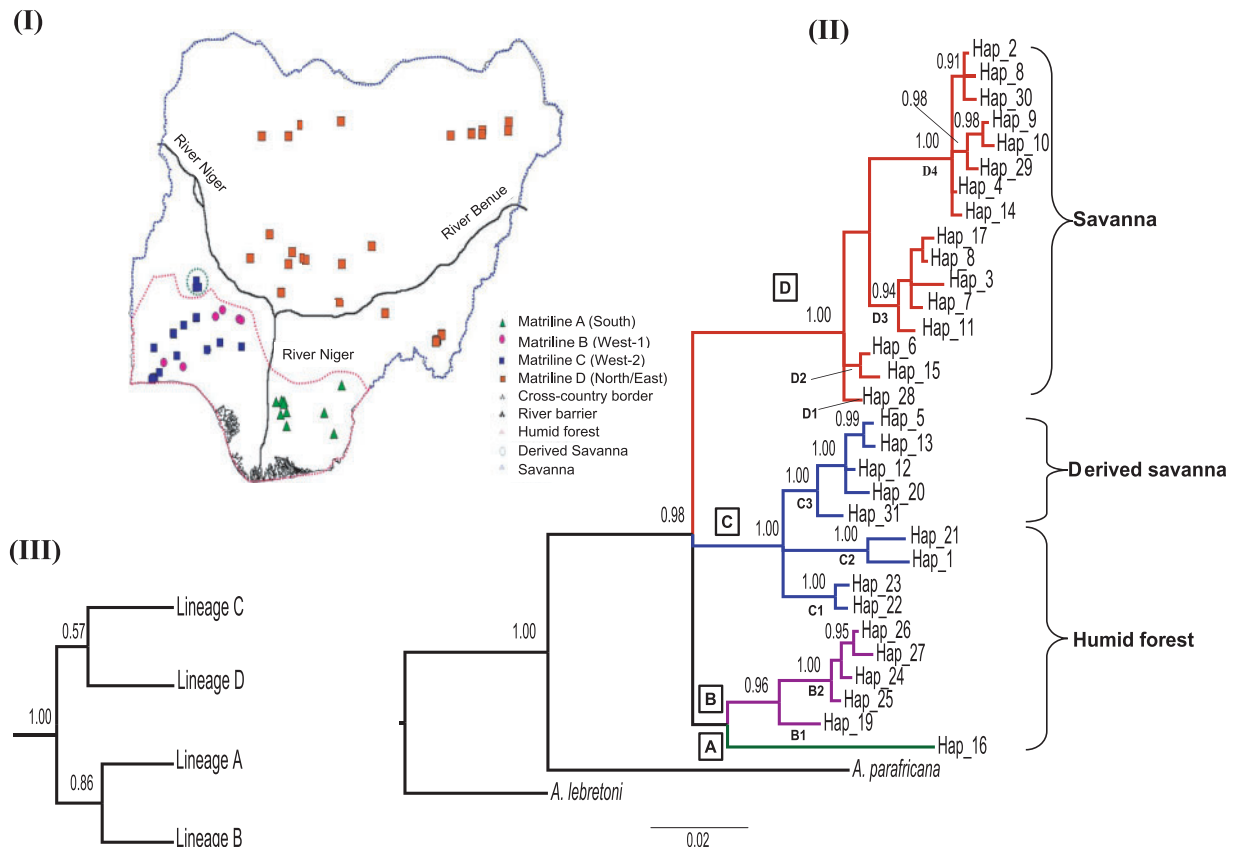 (I)
River Niger
River Benue
River Niger
Matriline A (South)
Matriline B (West-1)
Matriline C (West-2)
Matriline D (North/East)
Cross-country border
River barrier
Humid forest
Derived Savanna
Savanna
(II)
0.91
Hap_2
Hap_8
Hap_30
0.98
0.98
Hap_9
Hap_10
1.00
Hap_29
D4
Hap_4
Hap_14
Savanna
Hap_17
Hap_8
Hap_3
D
0.94
Hap_7
D3
Hap_11
1.00
Hap_6
D2
Hap_15
D1
Hap_28
0.99
Hap_5
Hap_13
1.00
Hap_12
1.00
Hap_20
C3
Hap_31
Derived savanna
0.98
C
1.00
1.00
Hap_21
C2
Hap_1
1.00
Hap_23
C1
Hap_22
Humid forest
0.95
Hap_26
Hap_27
1.00
Hap_24
B2
Hap_25
0.96
B
Hap_19
B1
A
Hap_16
1.00
A. parafricana
A. lebretoni
0.02
(III)
Lineage C
0.57
Lineage D
1.00
Lineage A
0.86
Lineage B